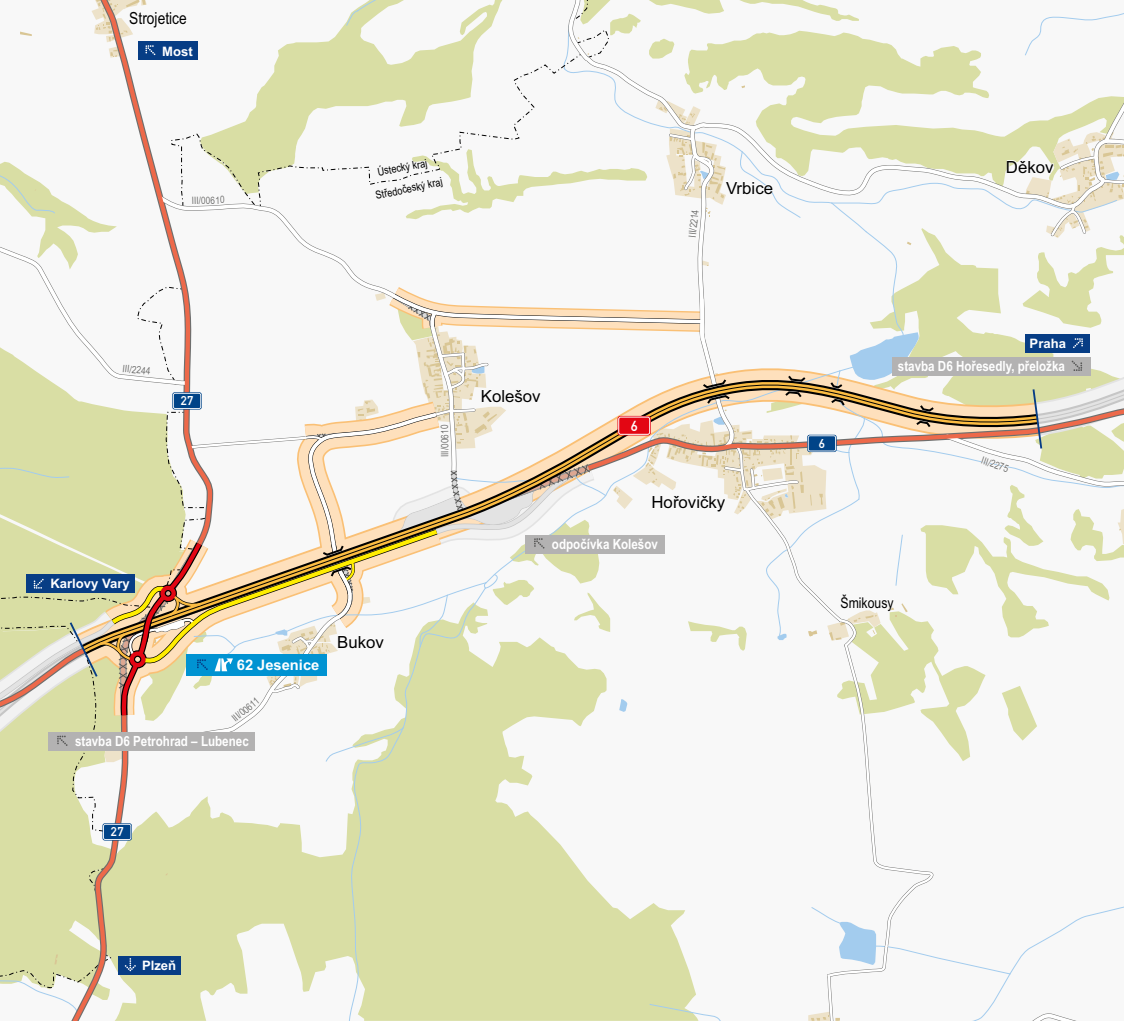 Strojetice
Most
Ústecký kraj
Středočeský kraj
Děkov
Vrbice
III/00610
III/2214
Praha
stavba D6 Hořesedly, přeložka
III/2244
27
Kolešov
6
III/00610
6
III/2275
Hořovičky
odpočívka Kolešov
Karlovy Vary
Šmikousy
Bukov
62 Jesenice
III/00611
stavba D6 Petrohrad – Lubenec
27
Plzeň